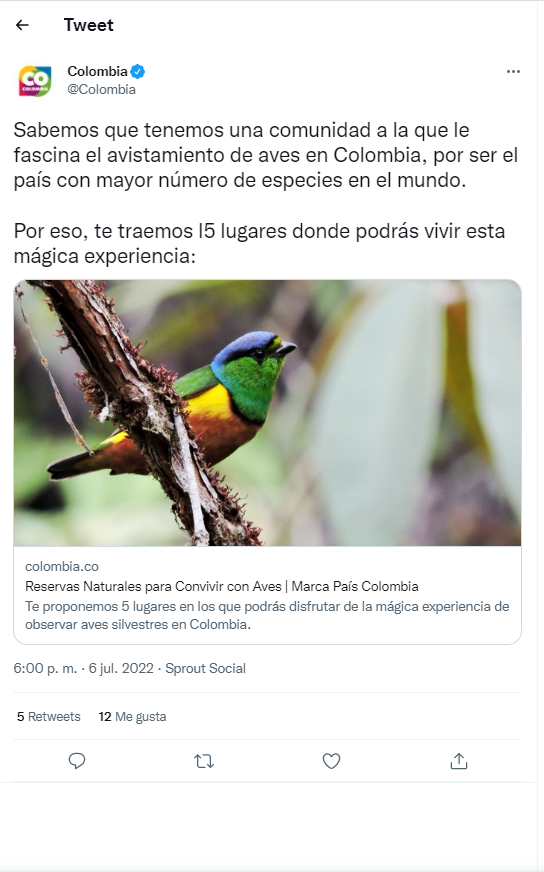 Tweet
CO
COLOMBIA
Colombia
@Colombia
Sabemos que tenemos una comunidad a la que le
fascina el avistamiento de aves en Colombia, por ser el
país con mayor número de especies en el mundo.
Por eso, te traemos l5 lugares donde podrás vivir esta
mágica experiencia:
colombia.co
Reservas Naturales para Convivir con Aves | Marca País Colombia
Te proponemos 5 lugares en los que podrás disfrutar de la mágica experiencia de
observar aves silvestres en Colombia.
6:00 p. m. · 6 jul. 2022 · Sprout Social
5 Retweets 12 Me gusta